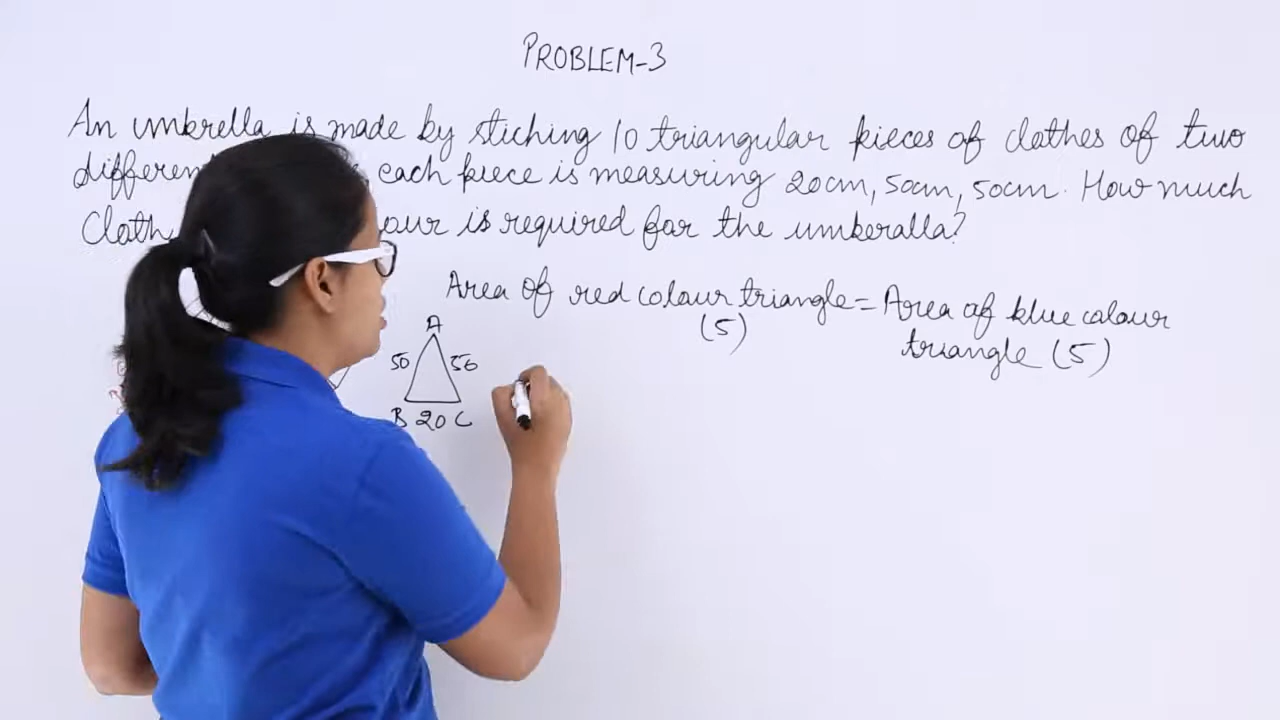 PROBLEM-3
An umbrella is made by stiching 10 triangular pieces of clothes of two
each piece is measuring 20cm, 50cm, 50cm. How much
is required for the umberalla?
Area of red colour triangle = Area of blue colour
(5) triangle (5)
A
50 50
B 20 C